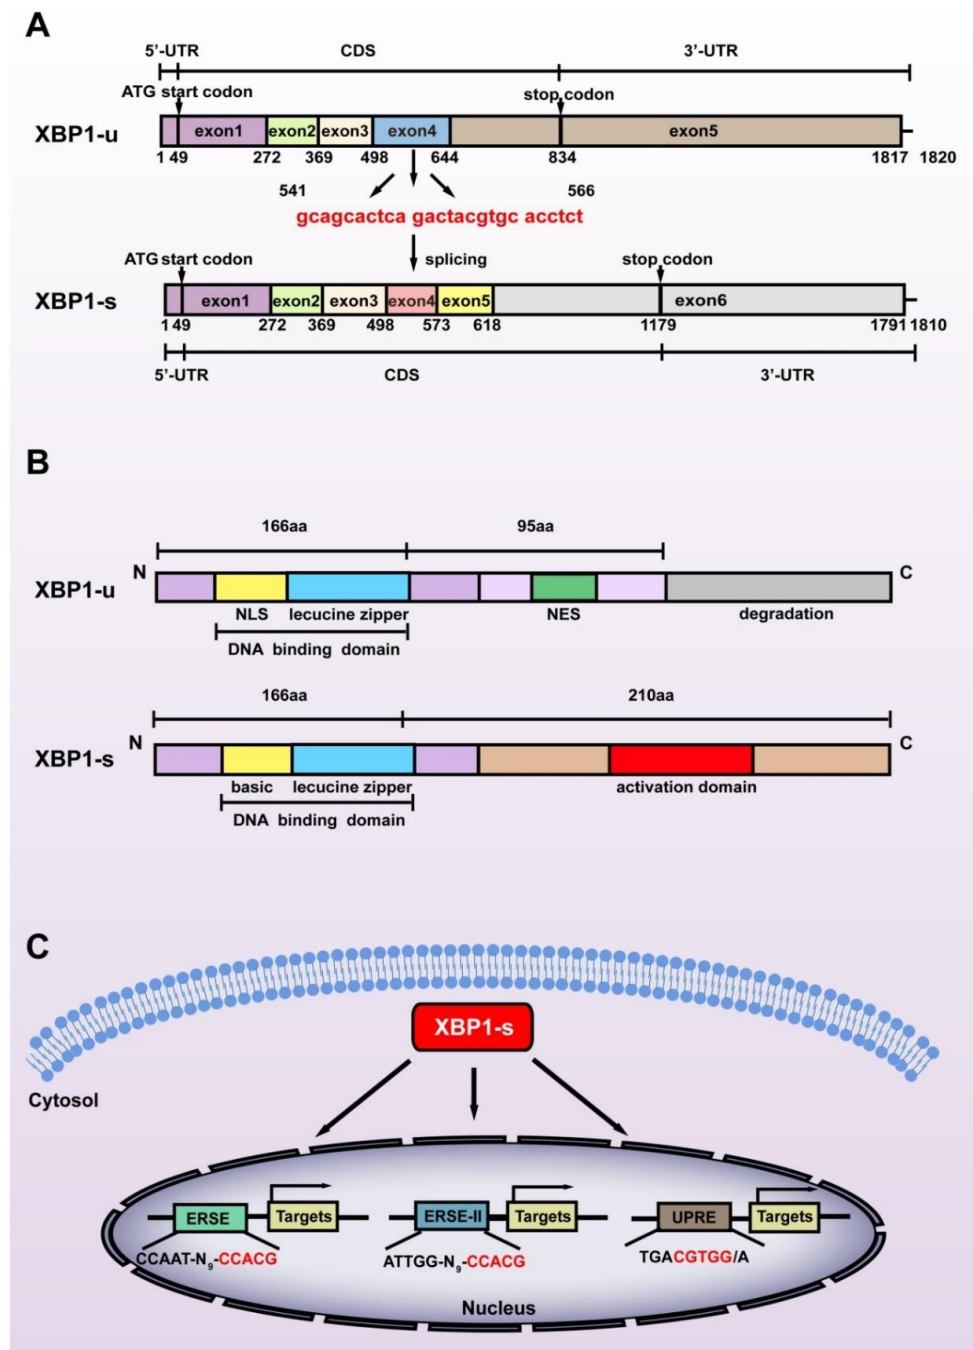 A
5’-UTR CDS 3’-UTR
ATG start codon stop codon
XBP1-u exon1 exon2 exon3 exon4 exon5
1 49 272 369 498 644 834 1817 1820
541 566
gcagcactca gactacgtgc acctct
splicing
ATG start codon stop codon
XBP1-s exon1 exon2 exon3 exon4 exon5 exon6
1 49 272 369 498 573 618 1179 1791 1810
5’-UTR CDS 3’-UTR
B
166aa 95aa
N C
XBP1-u
NLS lecucine zipper NES degradation
DNA binding domain
166aa 210aa
N C
XBP1-s
basic lecucine zipper activation domain
DNA binding domain
C
XBP1-s
Cytosol
ERSE Targets ERSE-II Targets UPRE Targets
CCAAT-N9-CCACG ATTGG-N9-CCACG TGACGTGG/A
Nucleus